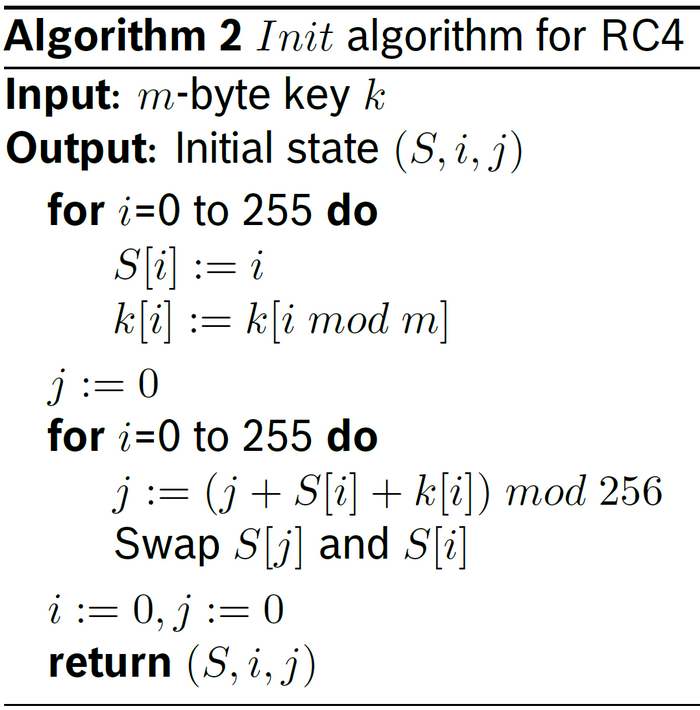 Algorithm 2 Init algorithm for RC4
Input: m-byte key k
Output: Initial state (S, i, j)
for i=0 to 255 do
S[i] := i
k[i] := k[i mod m]
j := 0
for i=0 to 255 do
j := (j + S[i] + k[i]) mod 256
Swap S[j] and S[i]
i := 0, j := 0
return (S, i, j)